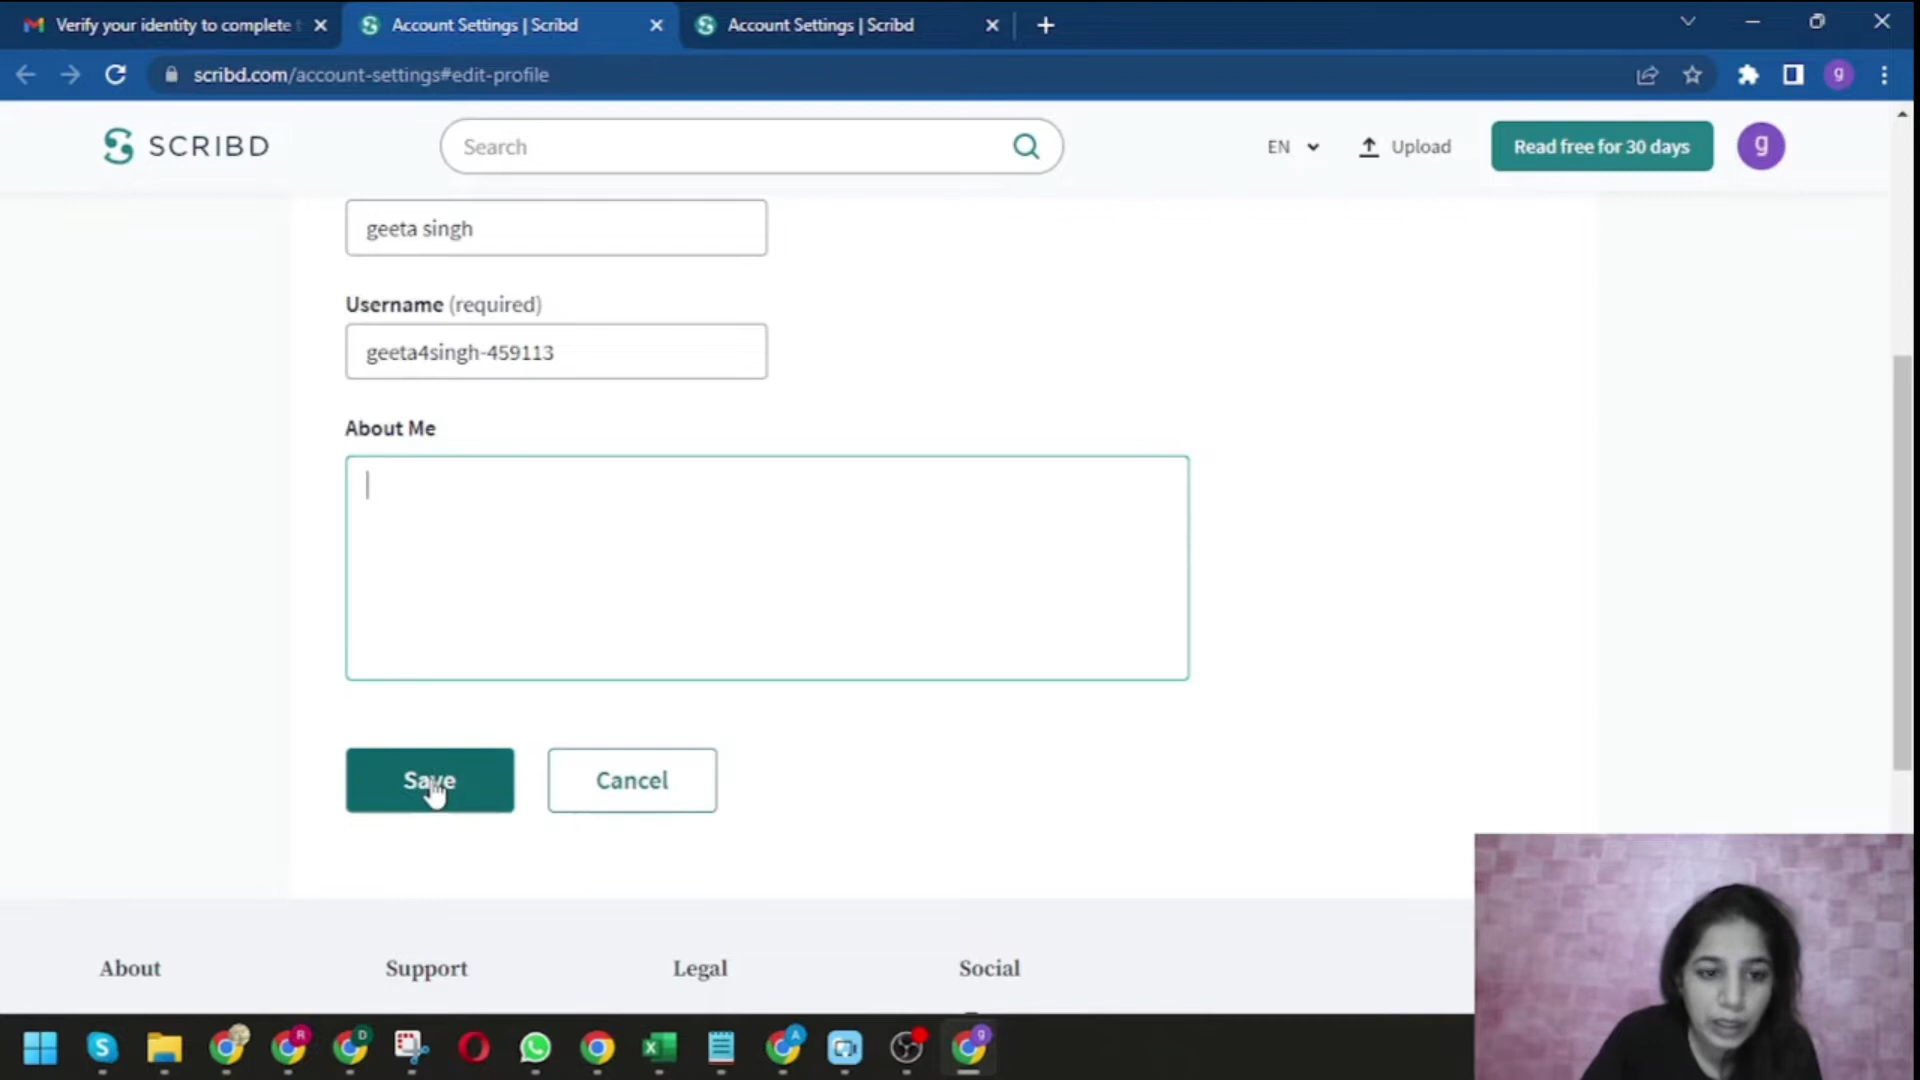 Verify your identity to complete
Account Settings | Scribd
Account Settings | Scribd
scribd.com/account-settings#edit-profile
g
SCRIBD
Search
EN
Upload
Read free for 30 days
g
geeta singh
Username (required)
geeta4singh-459113
About Me
Save
Cancel
About
Support
Legal
Social
S
R
D
X
A
g